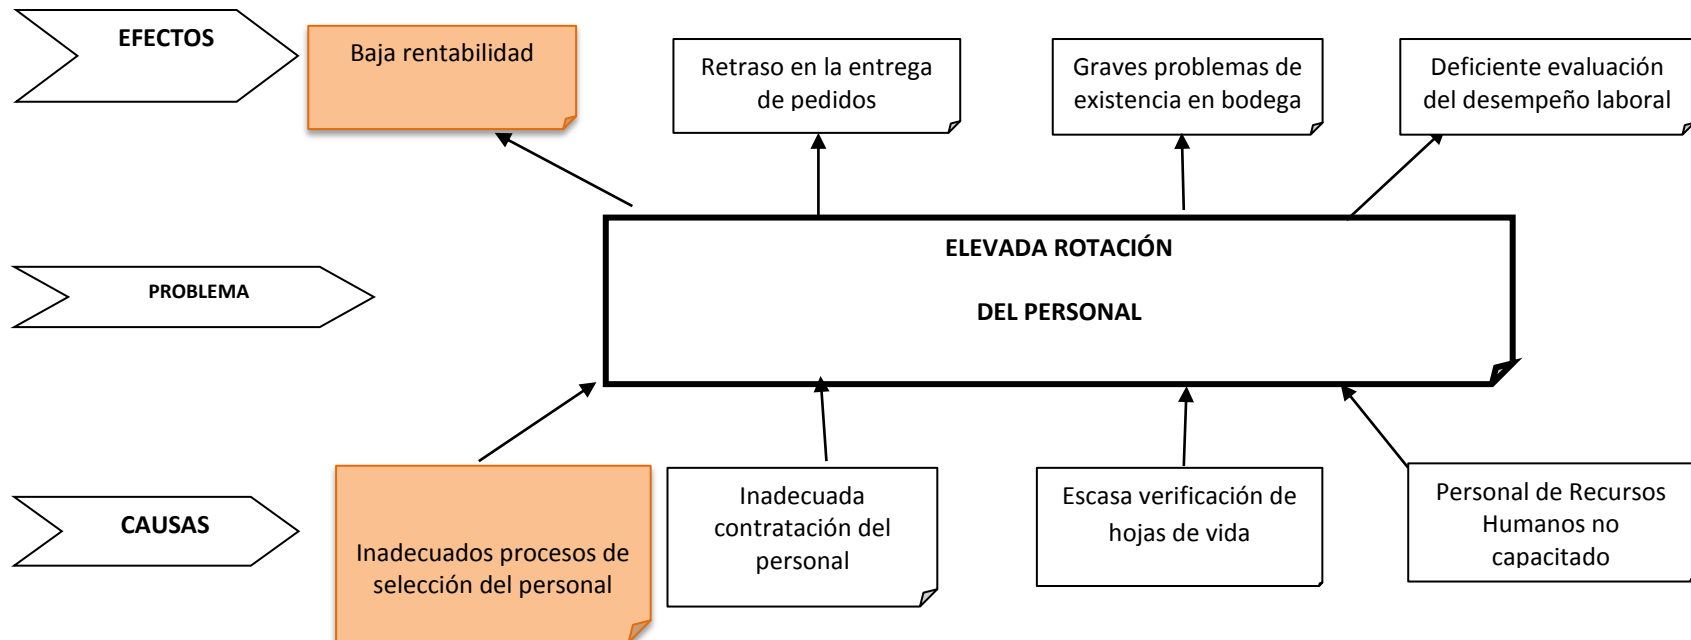 EFECTOS
Baja rentabilidad
Retraso en la entrega
de pedidos
Graves problemas de
existencia en bodega
Deficiente evaluación
del desempeño laboral
PROBLEMA
ELEVADA ROTACIÓN
DEL PERSONAL
CAUSAS
Inadecuados procesos de
selección del personal
Inadecuada
contratación del
personal
Escasa verificación de
hojas de vida
Personal de Recursos
Humanos no
capacitado